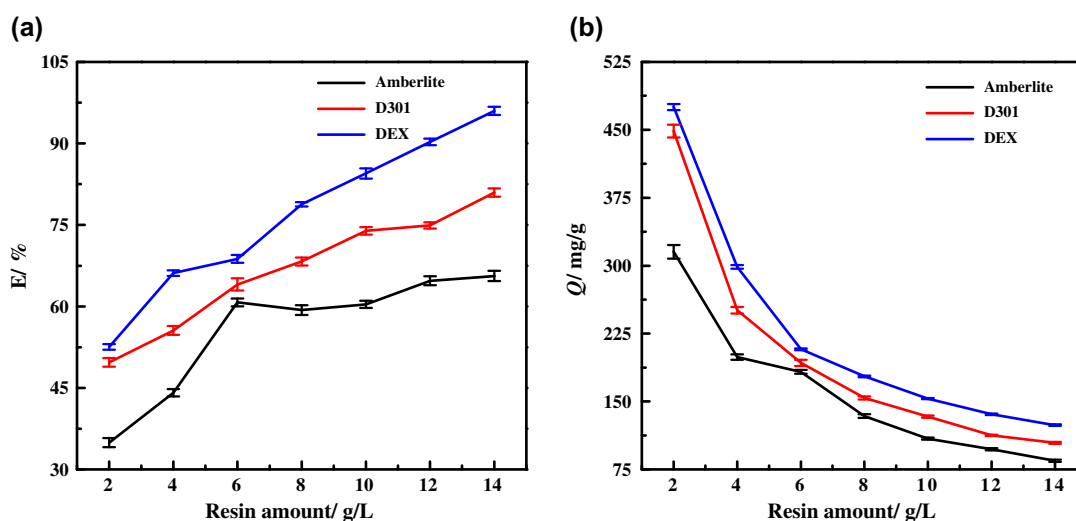 (a)
105
90
75
60
45
30
E/ %
Amberlite
D301
DEX
2 4 6 8 10 12 14
Resin amount/ g/L
(b)
525
450
375
300
225
150
75
Q/ mg/g
Amberlite
D301
DEX
2 4 6 8 10 12 14
Resin amount/ g/L